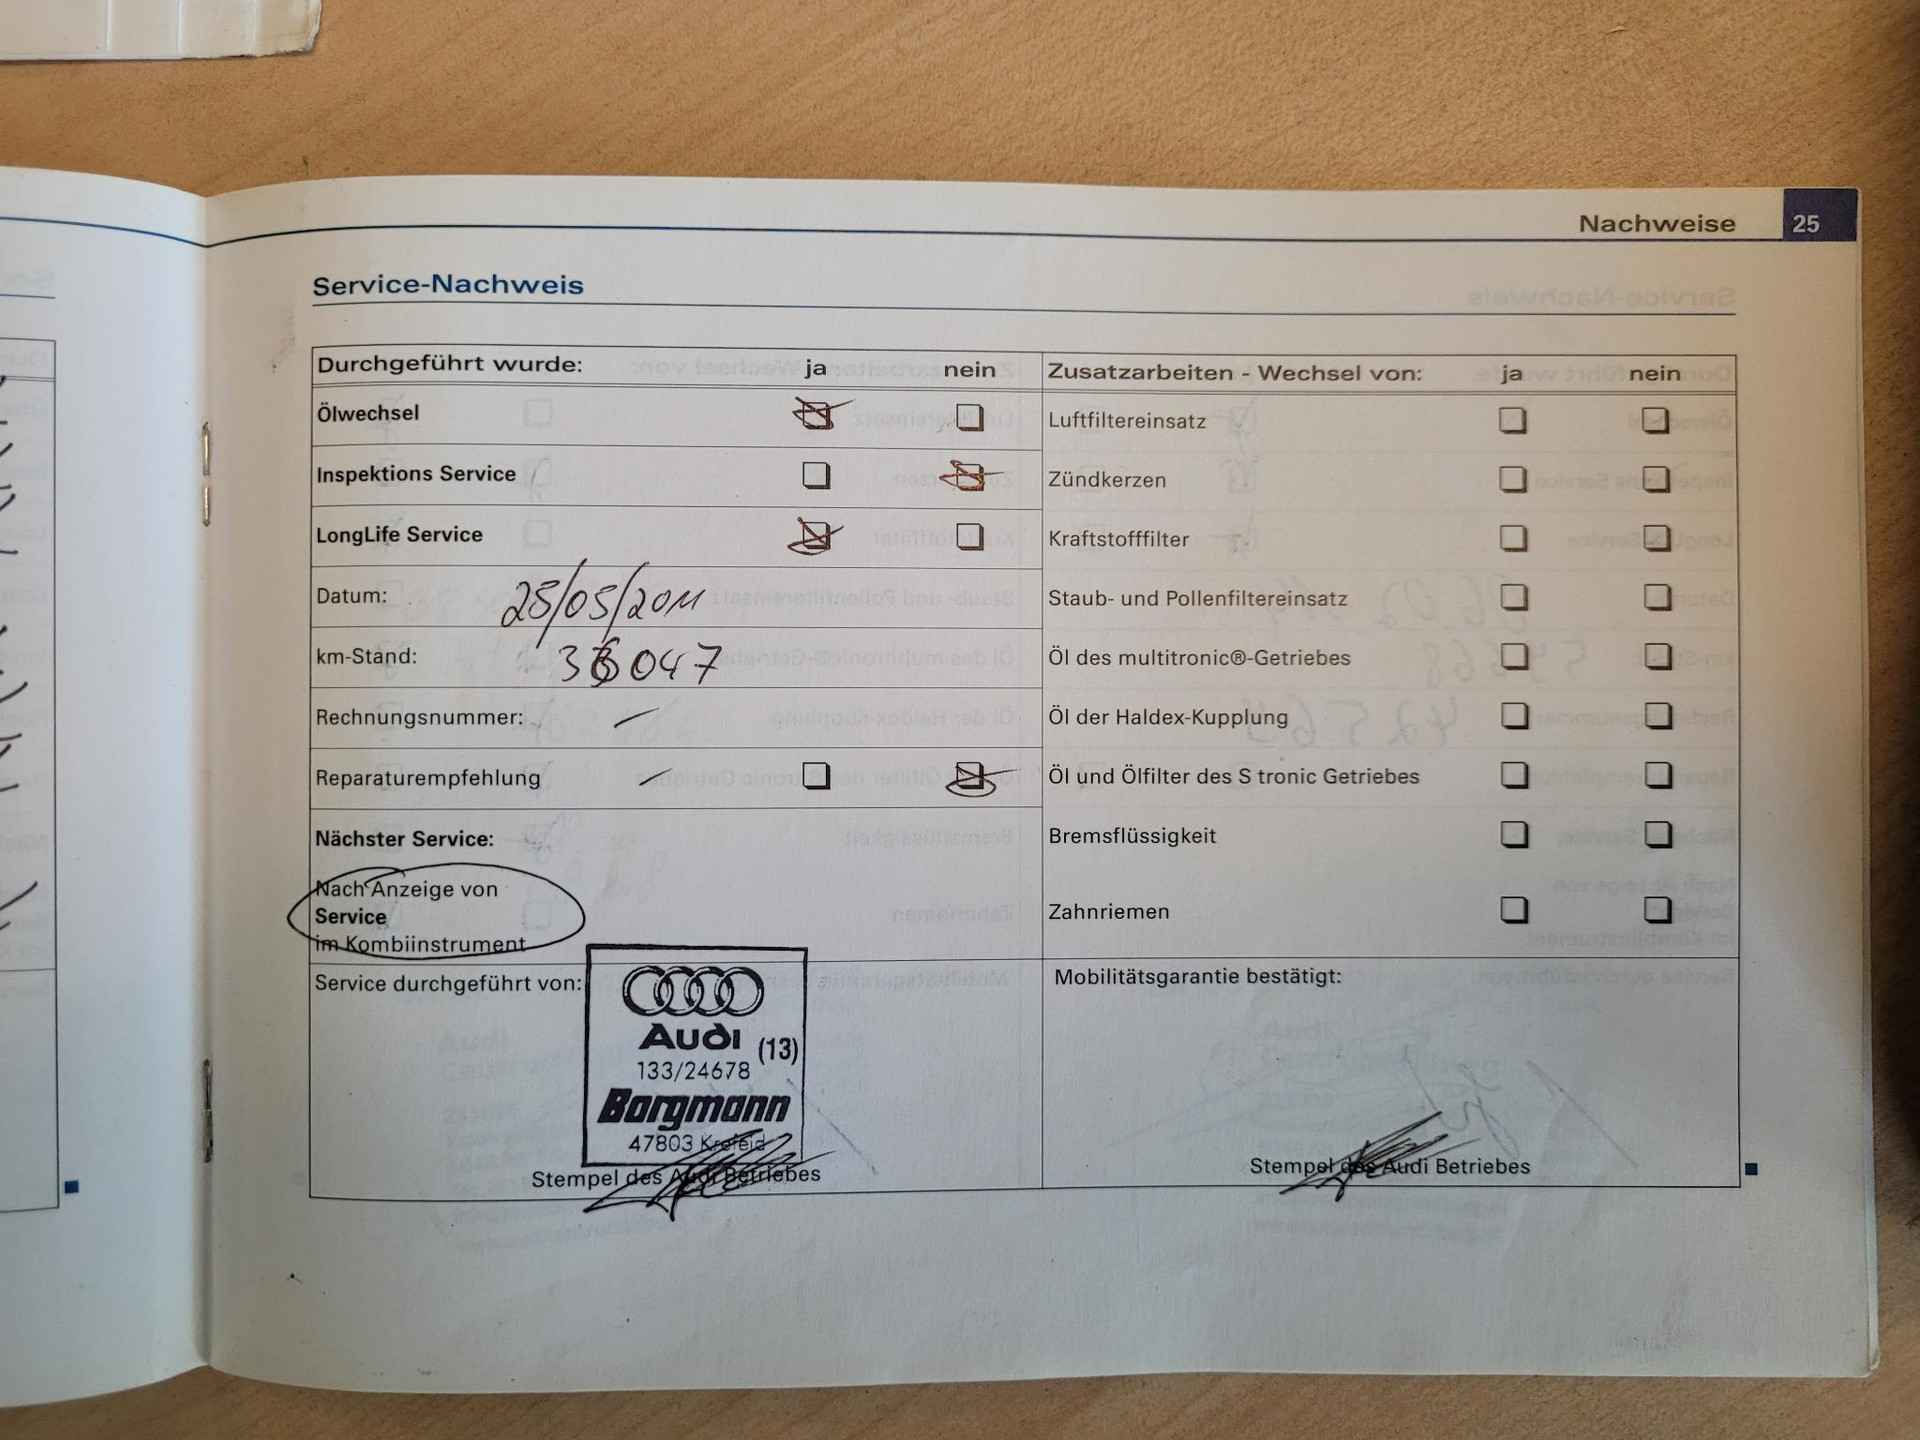 Nachweise 25
Service-Nachweis
Durchgeführt wurde: ja nein
Ölwechsel
Inspektions Service
LongLife Service
Datum: 25/05/2011
km-Stand:
Rechnungsnummer: —
Reparaturempfehlung —
Nächster Service:
Nach Anzeige von
Service
im Kombiinstrument
Service durchgeführt von:
Audi (13)
133/24678
Borgmann
47803 Krefeld
Stempel des Audi Betriebes
Zusatzarbeiten - Wechsel von: ja nein
Luftfiltereinsatz
Zündkerzen
Kraftstofffilter
Staub- und Pollenfiltereinsatz
Öl des multitronic®-Getriebes
Öl der Haldex-Kupplung
Öl und Ölfilter des S tronic Getriebes
Bremsflüssigkeit
Zahnriemen
Mobilitätsgarantie bestätigt:
Stempel des Audi Betriebes